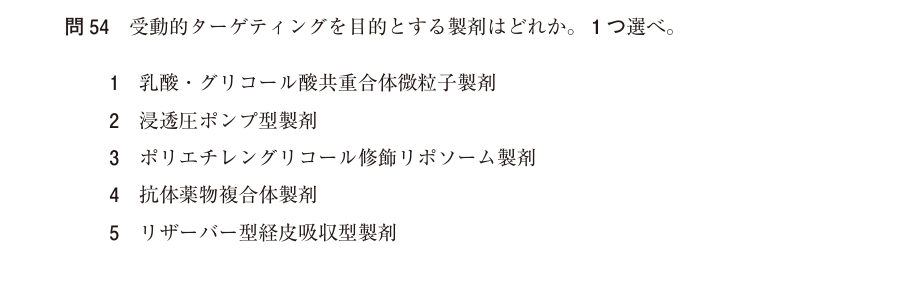 問 54　受動的ターゲティングを目的とする製剤はどれか。1つ選べ。
1　乳酸・グリコール酸共重合体微粒子製剤
2　浸透圧ポンプ型製剤
3　ポリエチレングリコール修飾リポソーム製剤
4　抗体薬物複合体製剤
5　リザーバー型経皮吸収型製剤